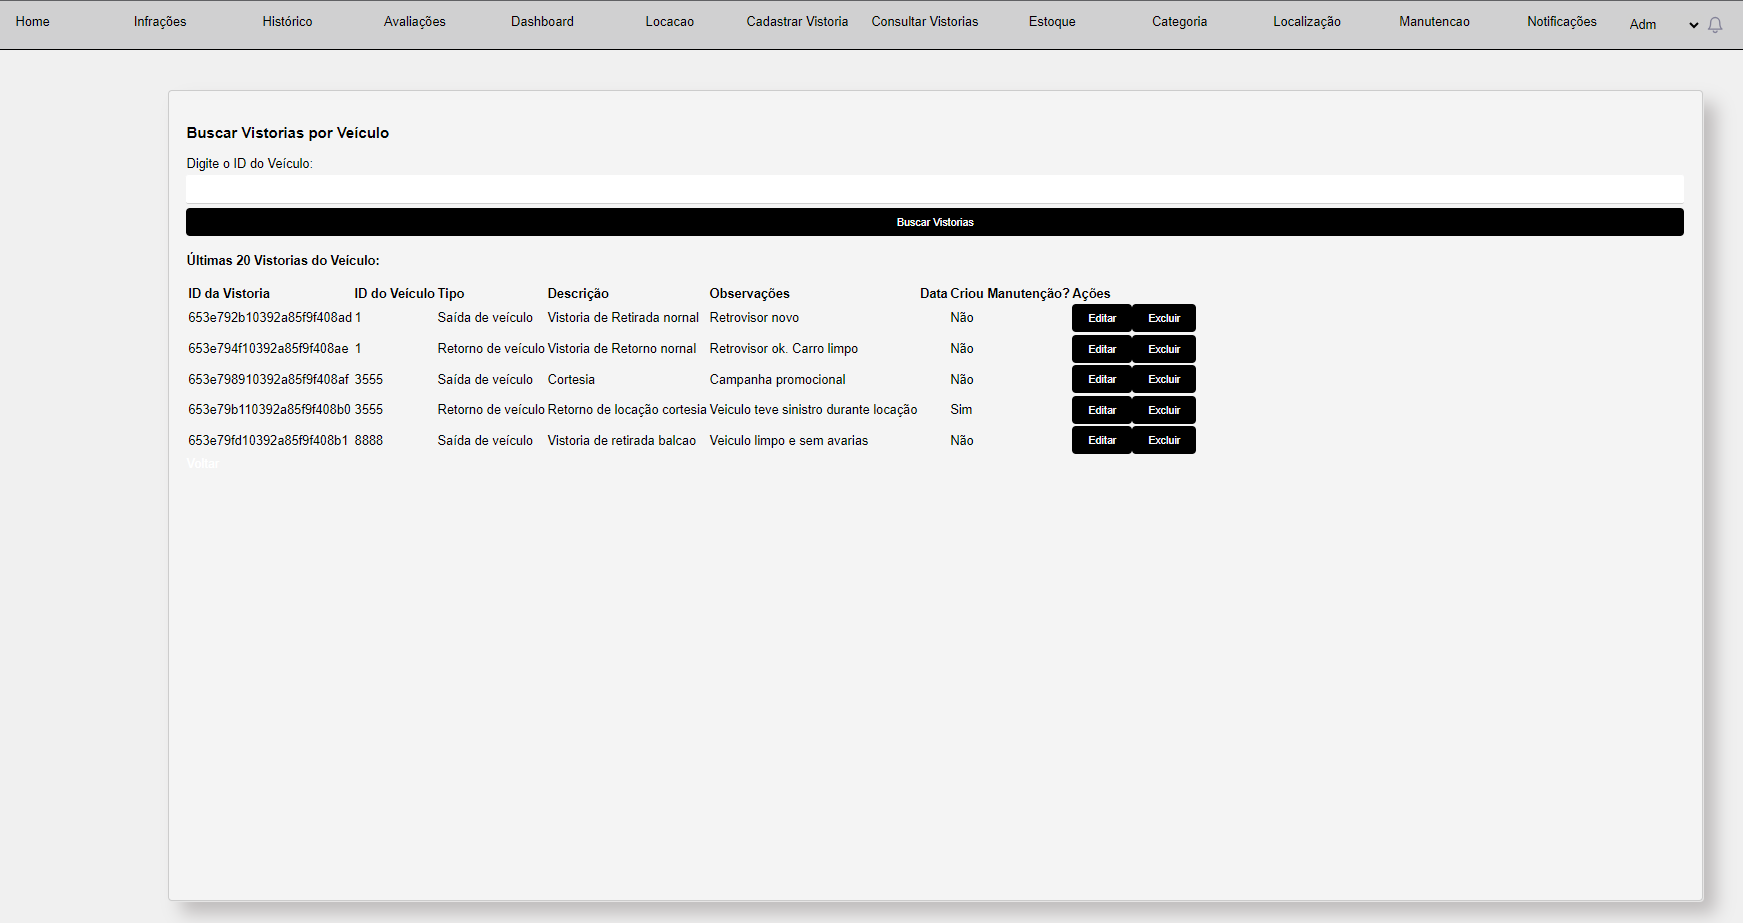 Home Infrações Histórico Avaliações Dashboard Locacao Cadastrar Vistoria Consultar Vistorias Estoque Categoria Localização Manutencao Notificações Adm
Buscar Vistorias por Veículo
Digite o ID do Veículo:
Buscar Vistorias
Últimas 20 Vistorias do Veículo:
ID da Vistoria ID do Veículo Tipo Descrição Observações Data Criou Manutenção? Ações
653e792b10392a85f9f408ad 1 Saída de veículo Vistoria de Retirada nornal Retrovisor novo Não Editar Excluir
653e794f10392a85f9f408ae 1 Retorno de veículo Vistoria de Retorno nornal Retrovisor ok. Carro limpo Não Editar Excluir
653e798910392a85f9f408af 3555 Saída de veículo Cortesia Campanha promocional Não Editar Excluir
653e79b110392a85f9f408b0 3555 Retorno de veículo Retorno de locação cortesia Veiculo teve sinistro durante locação Sim Editar Excluir
653e79fd10392a85f9f408b1 8888 Saída de veículo Vistoria de retirada balcao Veiculo limpo e sem avarias Não Editar Excluir
Voltar